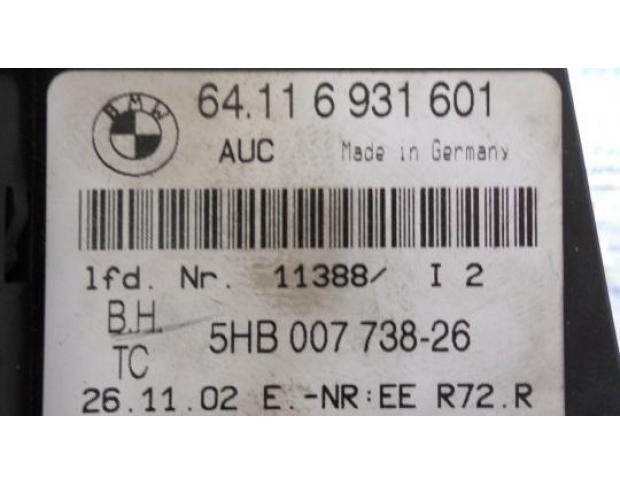 BMW
64.11 6 931 601
AUC Made in Germany
lfd. Nr. 11388/ I 2
B.H. 5HB 007 738-26
TC
26.11.02 E.-NR:EE R72.R